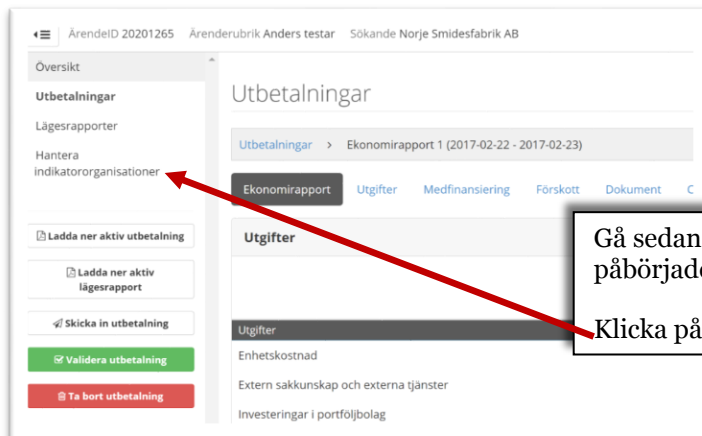 ÄrendeID 20201265 Ärenderubrik Anders testar Sökande Norje Smidesfabrik AB
Översikt
Utbetalningar
Lägesrapporter
Hantera
indikatororganisationer
Ladda ner aktiv utbetalning
Ladda ner aktiv
lägesrapport
Skicka in utbetalning
Validera utbetalning
Ta bort utbetalning
Utbetalningar
Utbetalningar > Ekonomirapport 1 (2017-02-22 - 2017-02-23)
Ekonomirapport Utgifter Medfinansiering Förskott Dokument
Utgifter
Utgifter
Enhetskostnad
Extern sakkunskap och externa tjänster
Investeringar i portföljbolag
Gå sedan
Klicka på